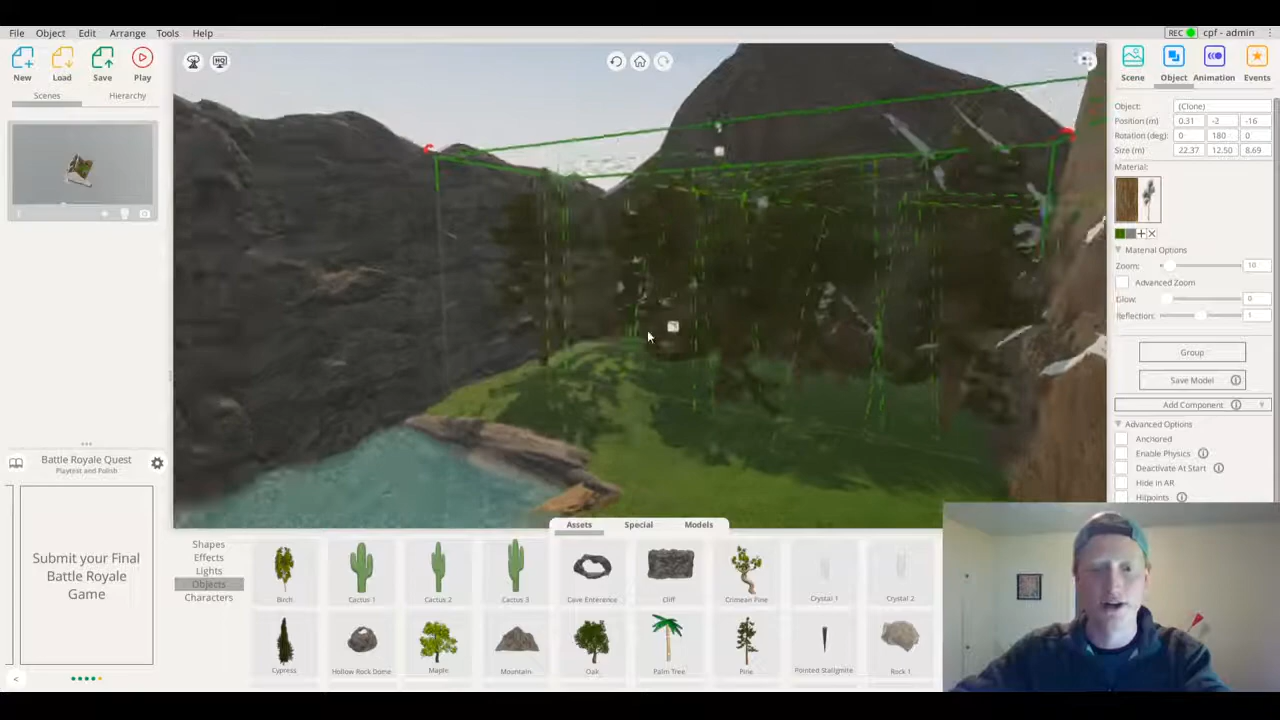 File Object Edit Arrange Tools Help
REC cpf - admin
New Load Save Play
HQ
Scene Object Animation Events
Scenes Hierarchy
Object: (Clone)
Position (m) 0.31 -2 -16
Rotation (deg): 0 180 0
Size (m) 22.37 12.50 8.69
Material:
Material Options
Zoom: 10
Advanced Zoom
Glow: 0
Reflection: 1
Group
Save Model
Add Component
Advanced Options
Anchored
Enable Physics
Deactivate At Start
Hide in AR
Hitpoints
Battle Royale Quest
Playtest and Polish
Submit your Final
Battle Royale
Game
<
Assets Special Models
Shapes
Effects
Lights
Objects
Characters
Birch Cactus 1 Cactus 2 Cactus 3 Cave Enterence Cliff Crimean Pine Crystal 1 Crystal 2
Cypress Hollow Rock Dome Maple Mountain Oak Palm Tree Pine Pointed Stalignite Rock 1